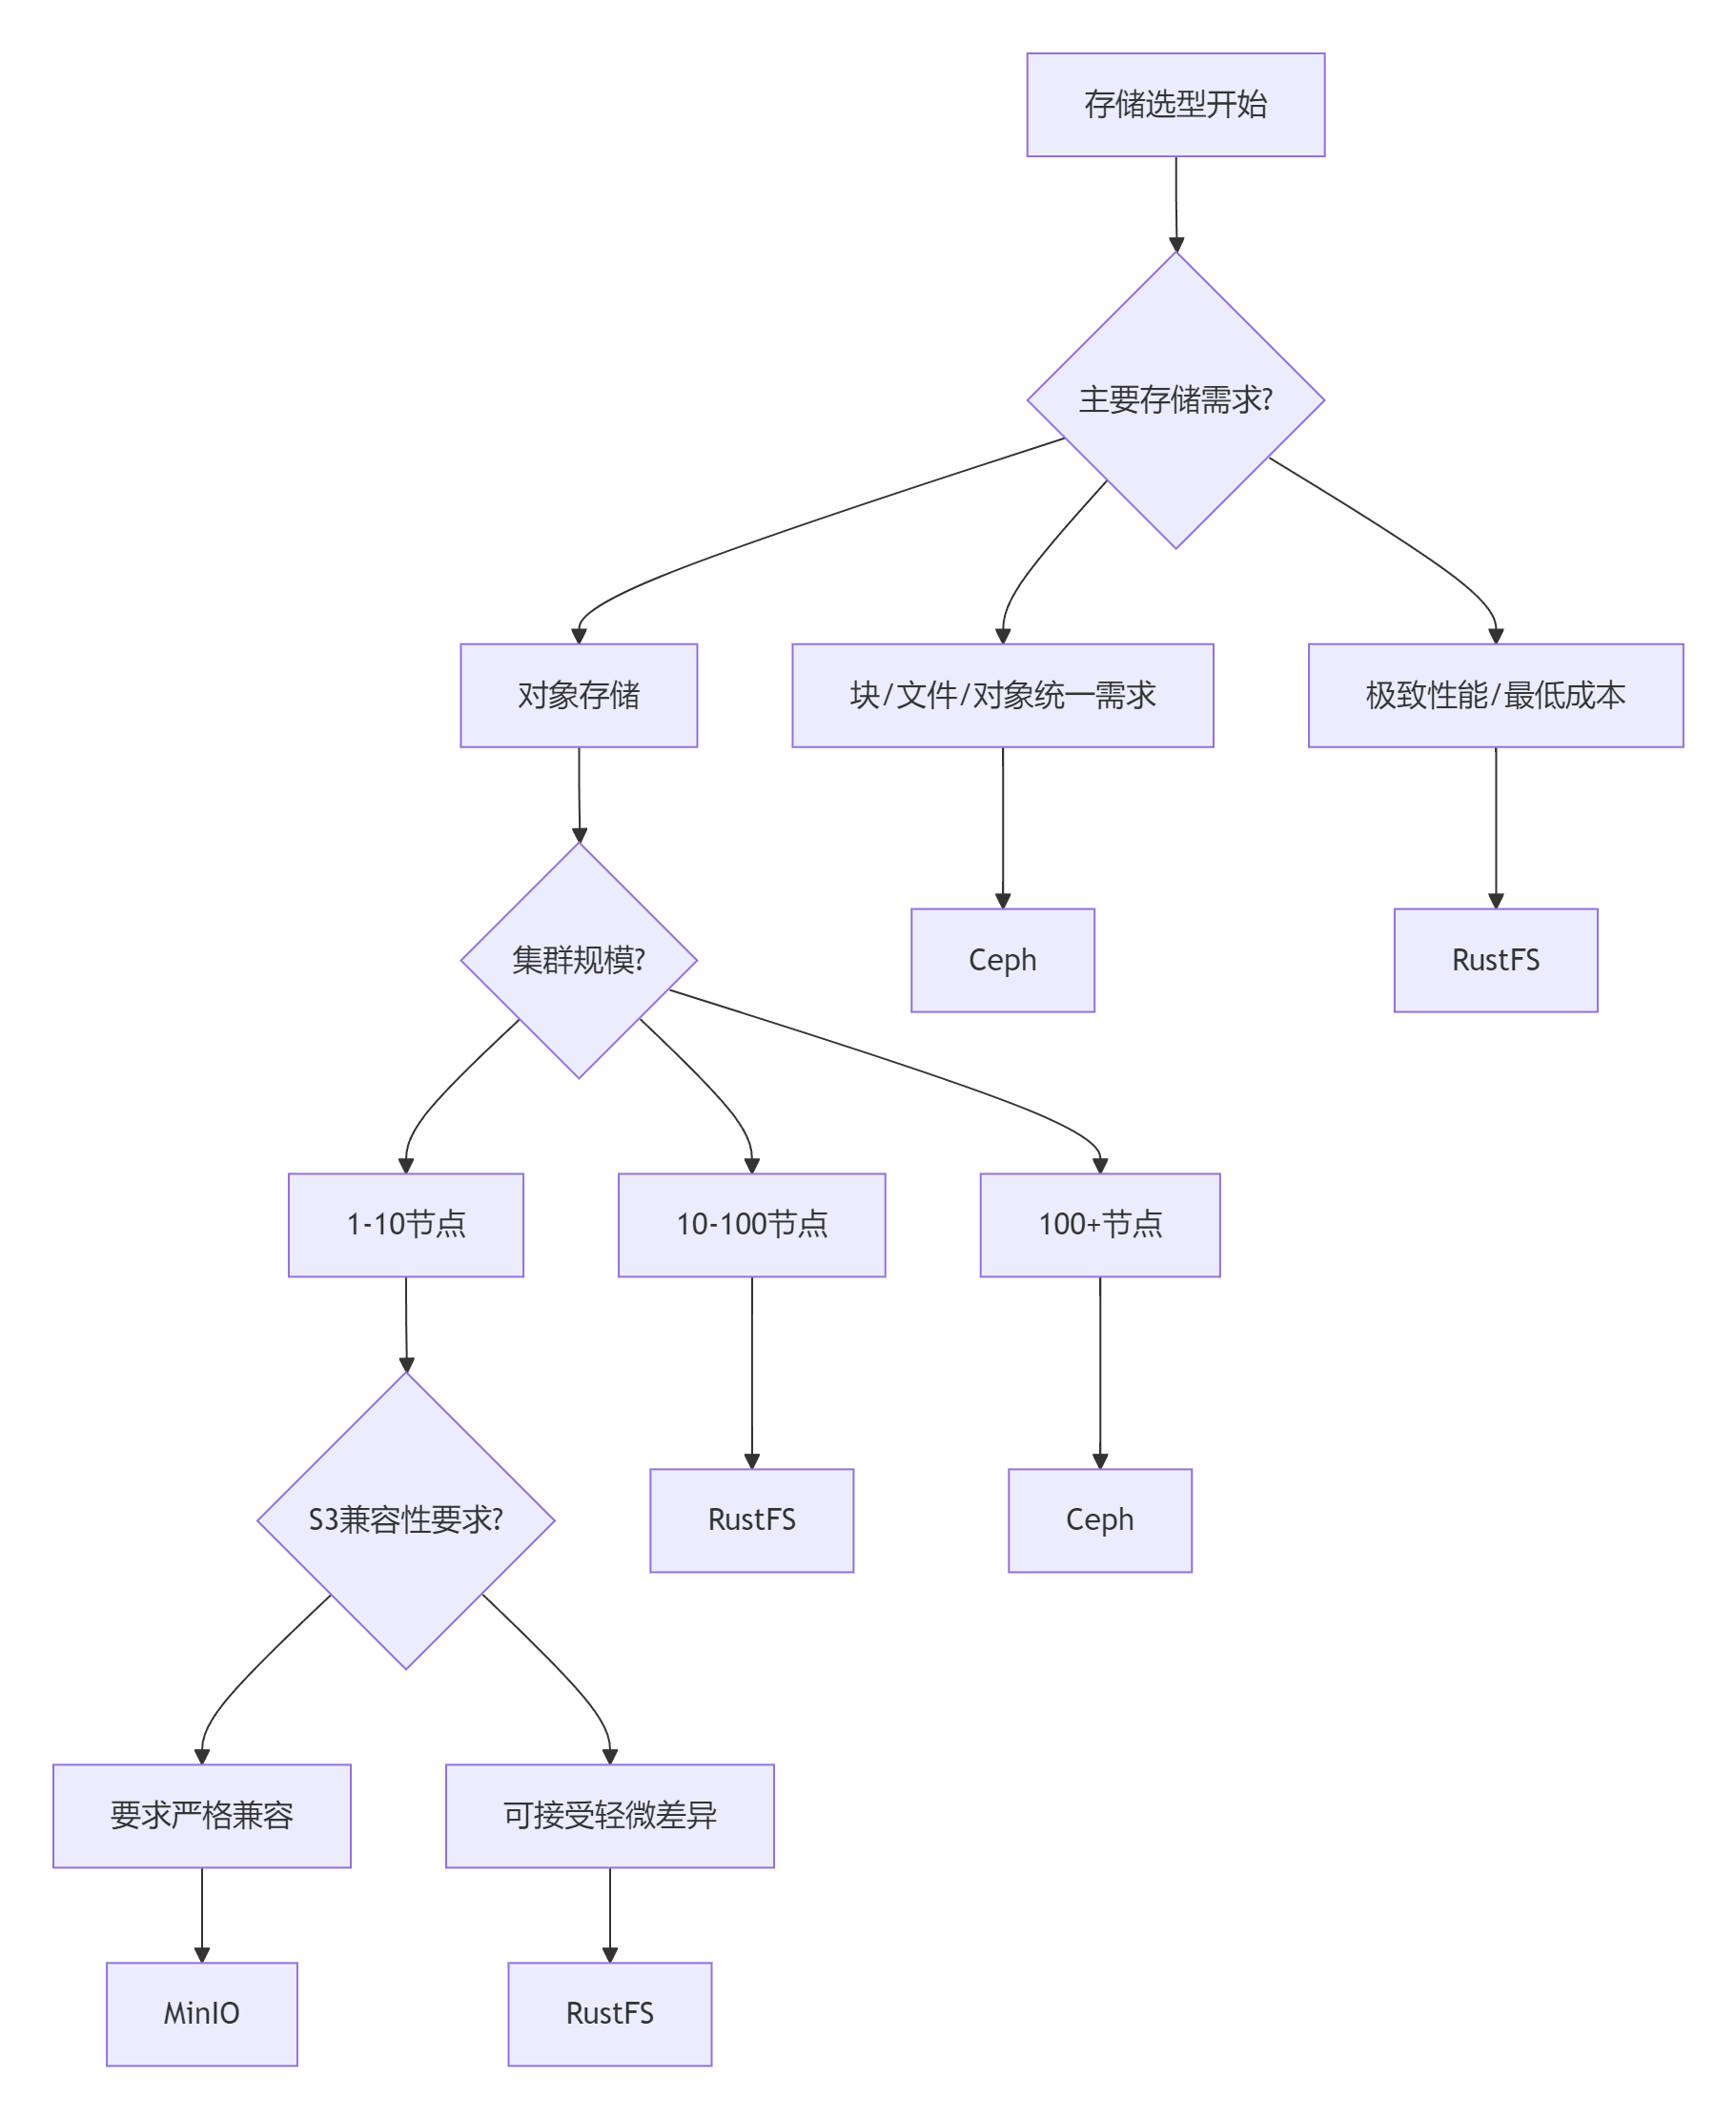 存储选型开始
主要存储需求?
对象存储
块/文件/对象统一需求
极致性能/最低成本
集群规模?
Ceph
RustFS
1-10节点
10-100节点
100+节点
S3兼容性要求?
RustFS
Ceph
要求严格兼容
可接受轻微差异
MinIO
RustFS